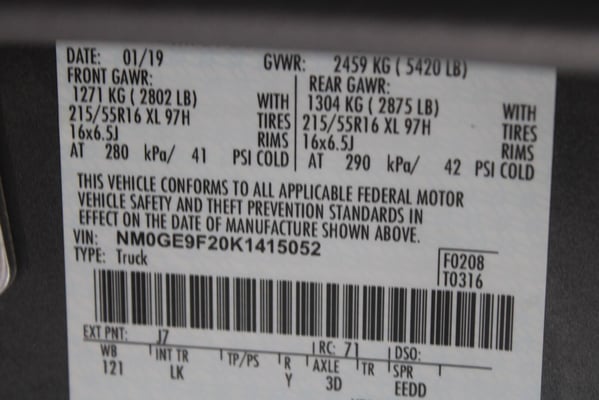 DATE: 01/19 GVWR: 2459 KG ( 5420 LB)
FRONT GAWR: REAR GAWR:
1271 KG ( 2802 LB) WITH 1304 KG ( 2875 LB) WITH
215/55R16 XL 97H TIRES 215/55R16 XL 97H TIRES
16x6.5J RIMS 16x6.5J RIMS
AT 280 kPa/ 41 PSI COLD AT 290 kPa/ 42 PSI COLD
THIS VEHICLE CONFORMS TO ALL APPLICABLE FEDERAL MOTOR
VEHICLE SAFETY AND THEFT PREVENTION STANDARDS IN
EFFECT ON THE DATE OF MANUFACTURE SHOWN ABOVE.
VIN: NM0GE9F20K1415052
TYPE: Truck F0208
T0316
EXT PNT: J7 RC: 71 DSO:
WB INT TR TP/PS R AXLE TR SPR
121 LK Y 3D EEDD